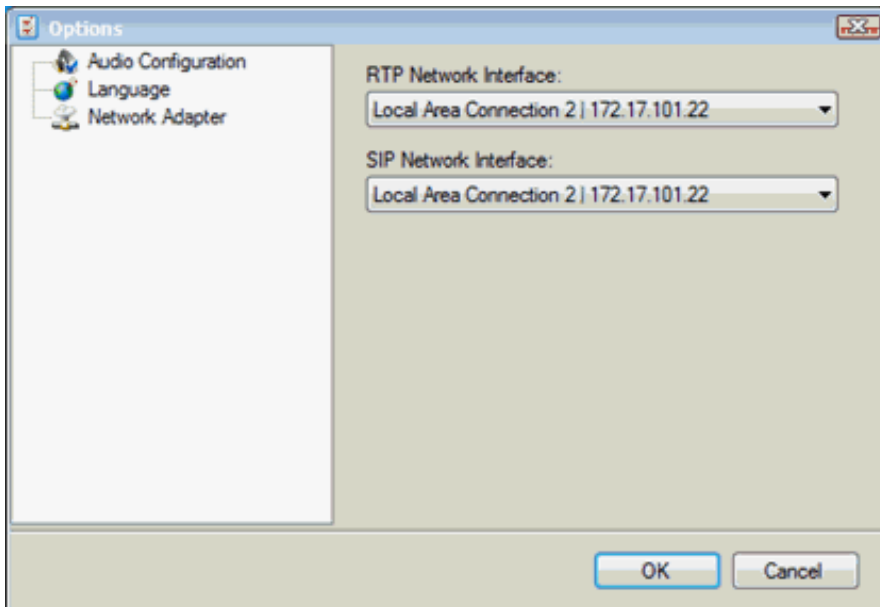 Options
Audio Configuration
Language
Network Adapter
RTP Network Interface:
Local Area Connection 2 | 172.17.101.22
SIP Network Interface:
Local Area Connection 2 | 172.17.101.22
OK
Cancel